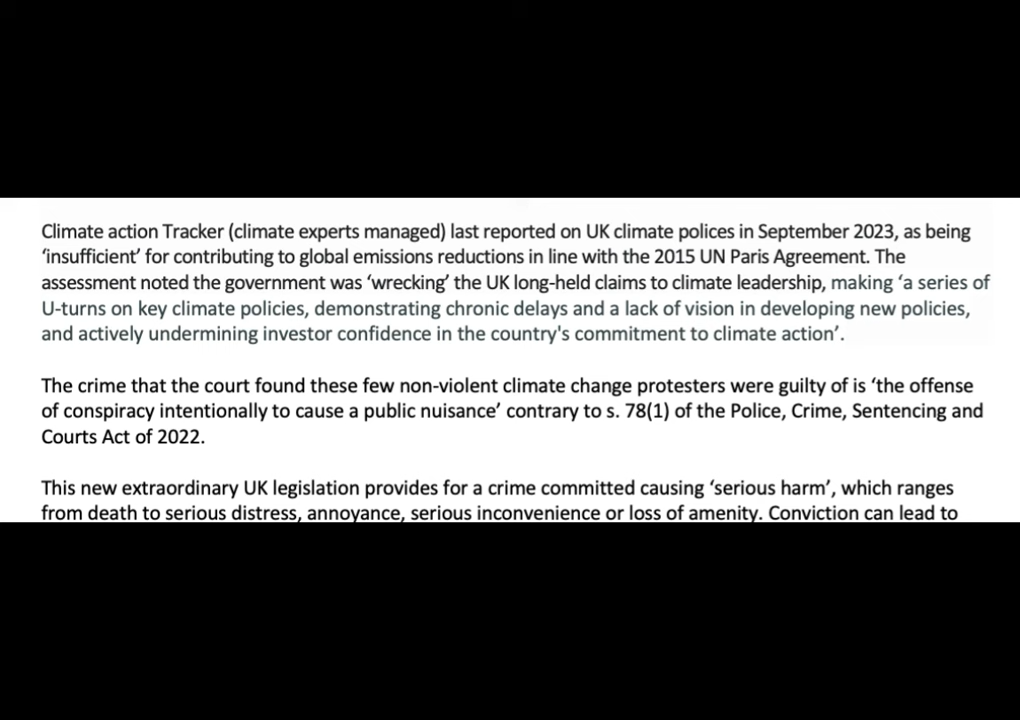 Climate action Tracker (climate experts managed) last reported on UK climate polices in September 2023, as being
‘insufficient’ for contributing to global emissions reductions in line with the 2015 UN Paris Agreement. The
assessment noted the government was ‘wrecking’ the UK long-held claims to climate leadership, making ‘a series of
U-turns on key climate policies, demonstrating chronic delays and a lack of vision in developing new policies,
and actively undermining investor confidence in the country's commitment to climate action’.
The crime that the court found these few non-violent climate change protesters were guilty of is ‘the offense
of conspiracy intentionally to cause a public nuisance’ contrary to s. 78(1) of the Police, Crime, Sentencing and
Courts Act of 2022.
This new extraordinary UK legislation provides for a crime committed causing ‘serious harm’, which ranges
from death to serious distress, annoyance, serious inconvenience or loss of amenity. Conviction can lead to